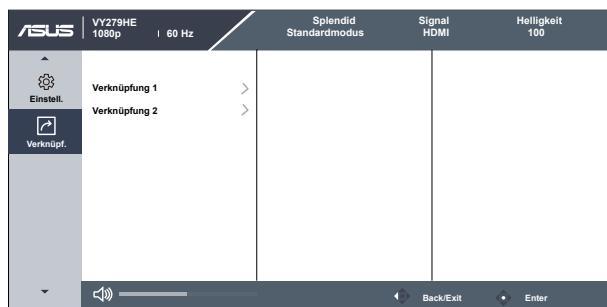 ASUS
VY279HE
1080p | 60 Hz
Splendid
Standardmodus
Signal
HDMI
Helligkeit
100
Einstell.
Verknüpf.
Verknüpfung 1
Verknüpfung 2
Back/Exit
Enter